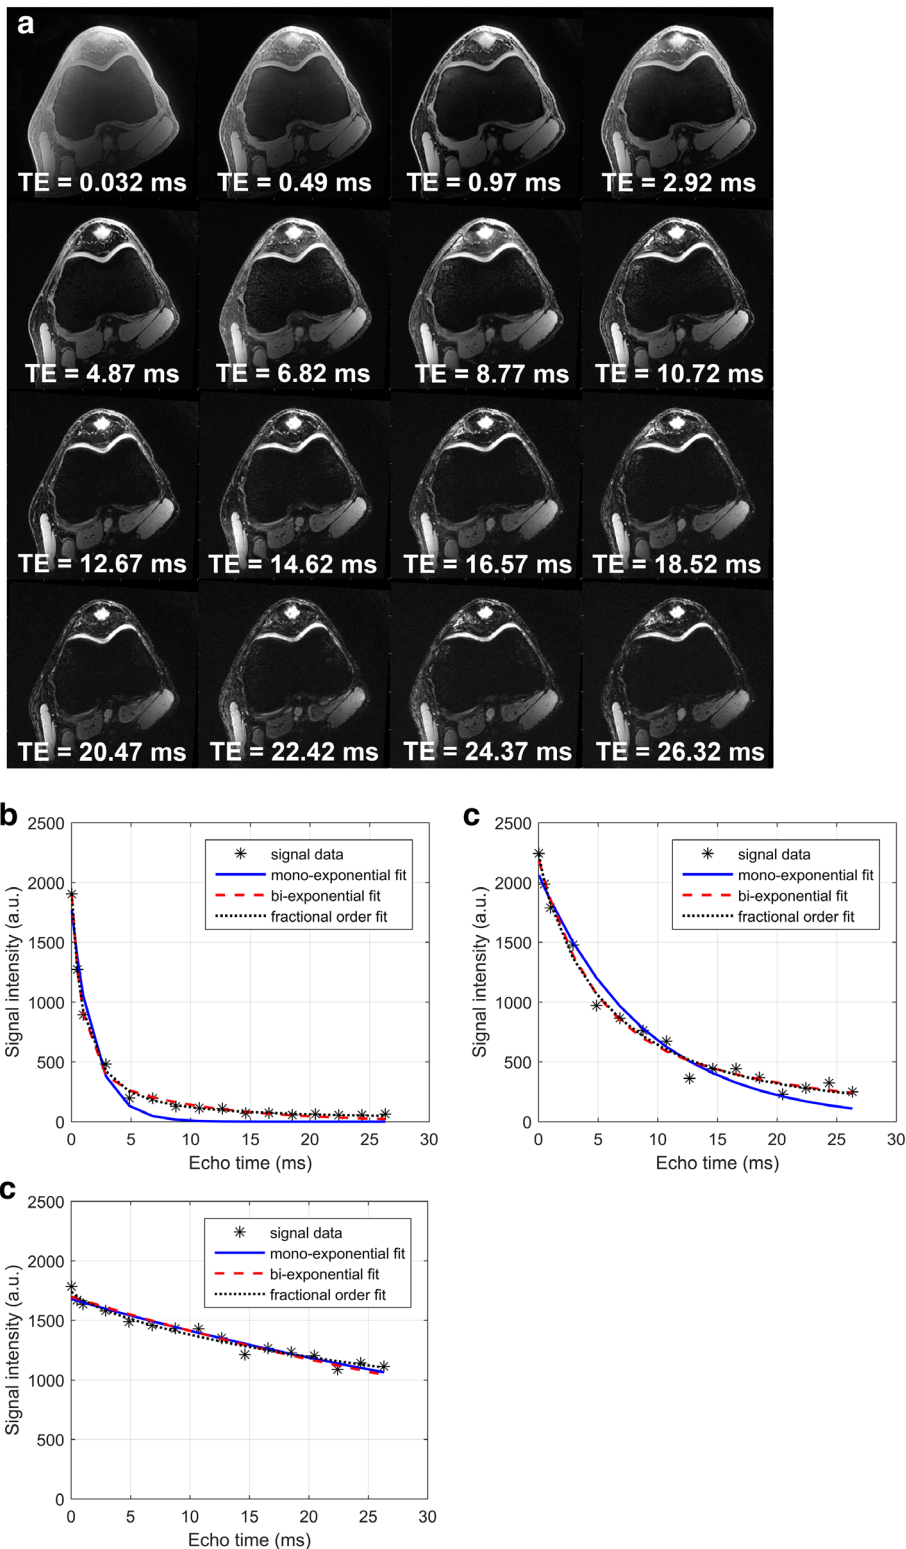 a
TE = 0.032 ms TE = 0.49 ms TE = 0.97 ms TE = 2.92 ms
TE = 4.87 ms TE = 6.82 ms TE = 8.77 ms TE = 10.72 ms
TE = 12.67 ms TE = 14.62 ms TE = 16.57 ms TE = 18.52 ms
TE = 20.47 ms TE = 22.42 ms TE = 24.37 ms TE = 26.32 ms
b
2500
2000
1500
1000
500
0
Signal intensity (a.u.)
signal data
mono-exponential fit
bi-exponential fit
fractional order fit
0 5 10 15 20 25 30
Echo time (ms)
c
2500
2000
1500
1000
500
0
Signal intensity (a.u.)
signal data
mono-exponential fit
bi-exponential fit
fractional order fit
0 5 10 15 20 25 30
Echo time (ms)
c
2500
2000
1500
1000
500
0
Signal intensity (a.u.)
signal data
mono-exponential fit
bi-exponential fit
fractional order fit
0 5 10 15 20 25 30
Echo time (ms)